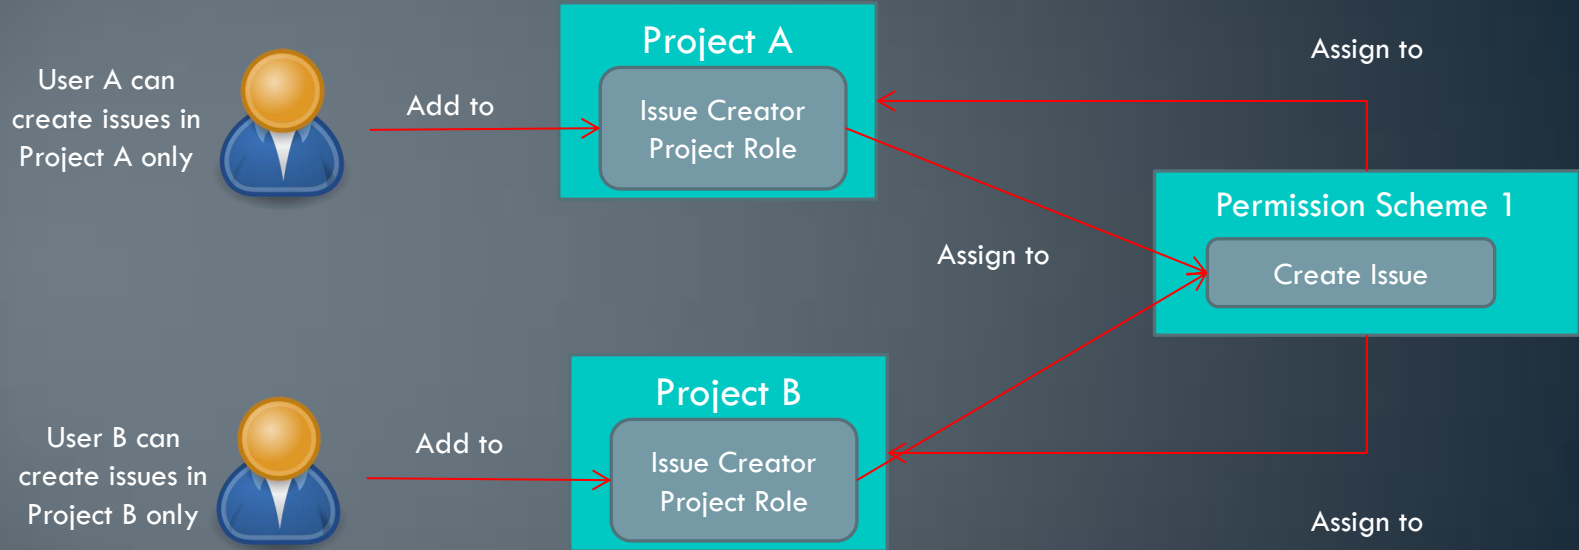 Project A
Assign to
User A can
create issues in
Project A only
Add to
Issue Creator
Project Role
Permission Scheme 1
Assign to
Create Issue
Project B
User B can
create issues in
Project B only
Add to
Issue Creator
Project Role
Assign to